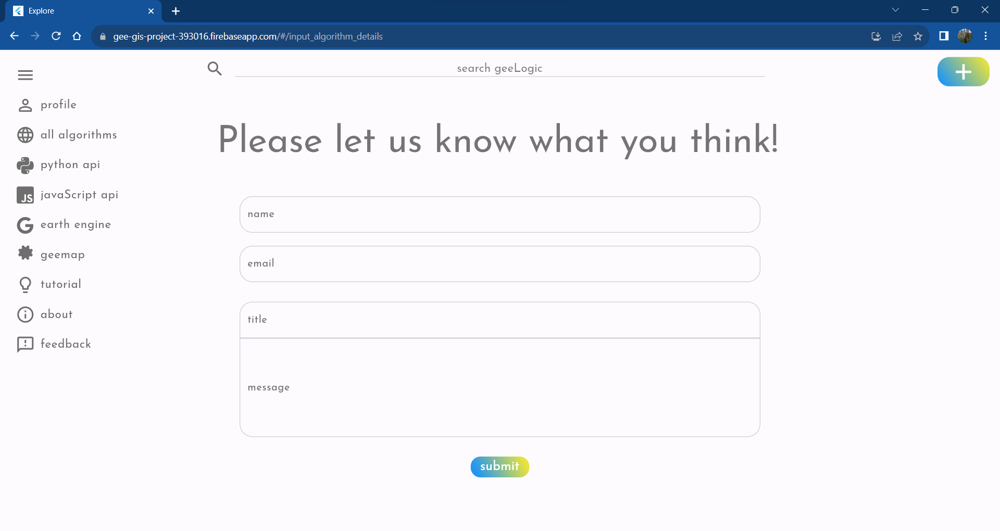 Explore
gee-gis-project-393016.firebaseapp.com/#/input_algorithm_details
search geeLogic
profile
all algorithms
python api
JS javaScript api
earth engine
geemap
tutorial
about
feedback
Please let us know what you think!
name
email
title
message
submit